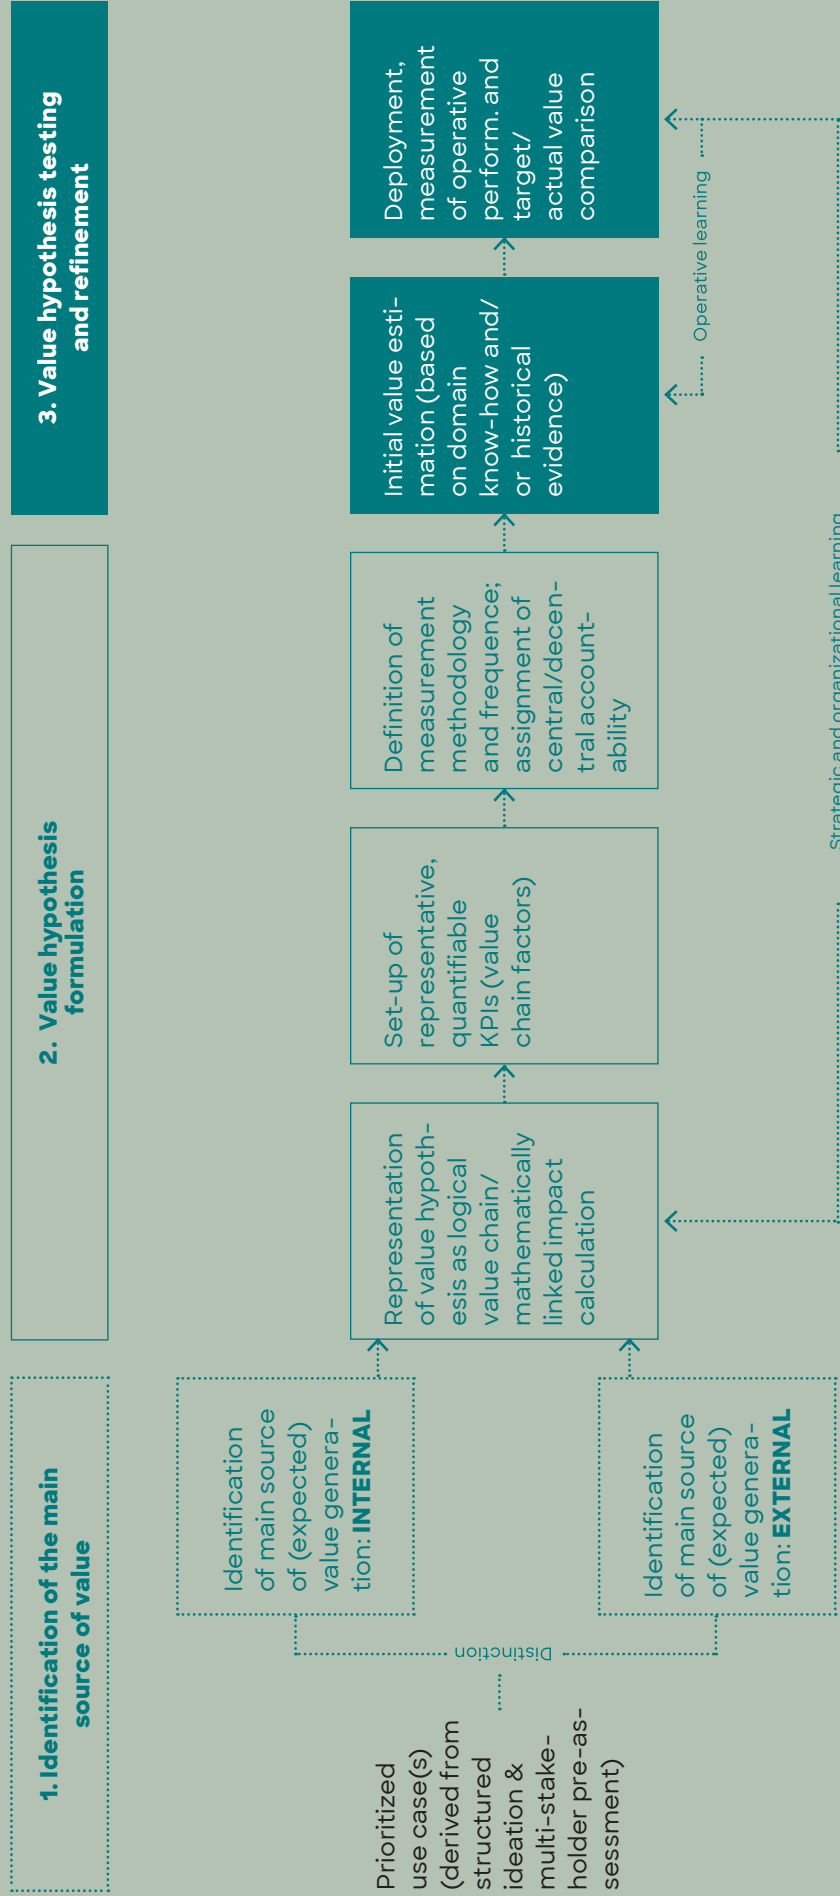 1. Identification of the main
source of value
2. Value hypothesis
formulation
3. Value hypothesis testing
and refinement
Prioritized
use case(s)
(derived from
structured
ideation &
multi-stake-
holder pre-as-
sessment)
Distinction
Identification
of main source
of (expected)
value genera-
tion: INTERNAL
Identification
of main source
of (expected)
value genera-
tion: EXTERNAL
Representation
of value hypoth-
esis as logical
value chain/
mathematically
linked impact
calculation
Set-up of
representative,
quantifiable
KPIs (value
chain factors)
Definition of
measurement
methodology
and frequence;
assignment of
central/decen-
tral account-
ability
Initial value esti-
mation (based
on domain
know-how and/
or historical
evidence)
Deployment,
measurement
of operative
perform. and
target/
actual value
comparison
Operative learning
Strategic and organizational learning